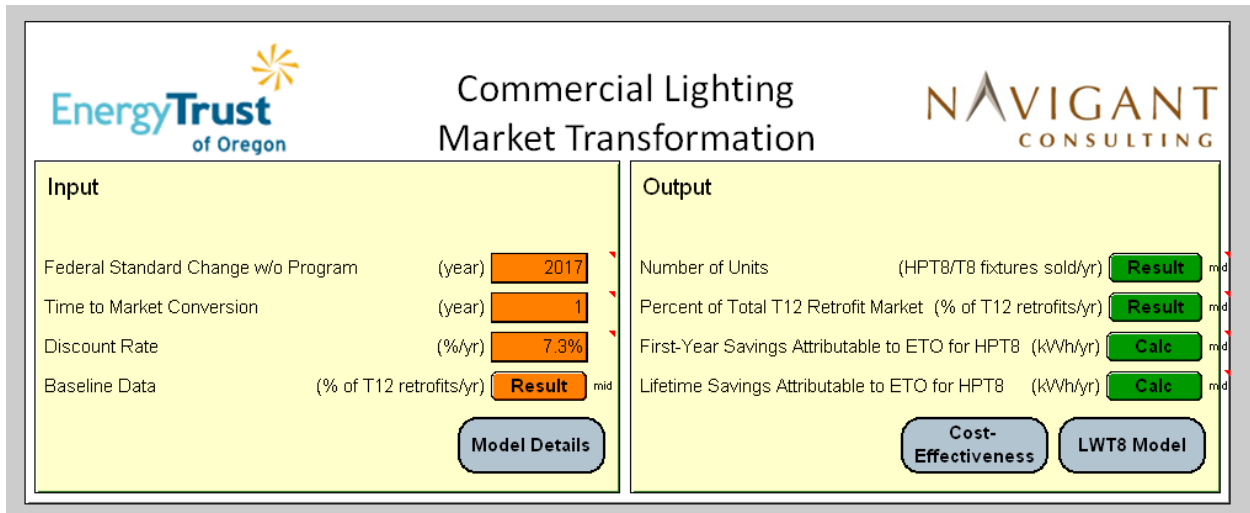 EnergyTrust
of Oregon
Commercial Lighting
Market Transformation
NAVIGANT
CONSULTING
Input
Federal Standard Change w/o Program (year) 2017
Time to Market Conversion (year) 1
Discount Rate (%/yr) 7.3%
Baseline Data (% of T12 retrofits/yr) Result mid
Model Details
Output
Number of Units (HPT8/T8 fixtures sold/yr) Result mid
Percent of Total T12 Retrofit Market (% of T12 retrofits/yr) Result mid
First-Year Savings Attributable to ETO for HPT8 (kWh/yr) Calc mid
Lifetime Savings Attributable to ETO for HPT8 (kWh/yr) Calc mid
Cost-
Effectiveness
LWT8 Model